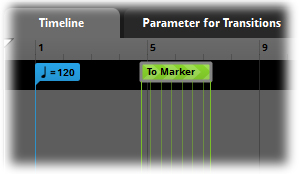 Timeline Parameter for Transitions
1 5 9
♩=120 To Marker